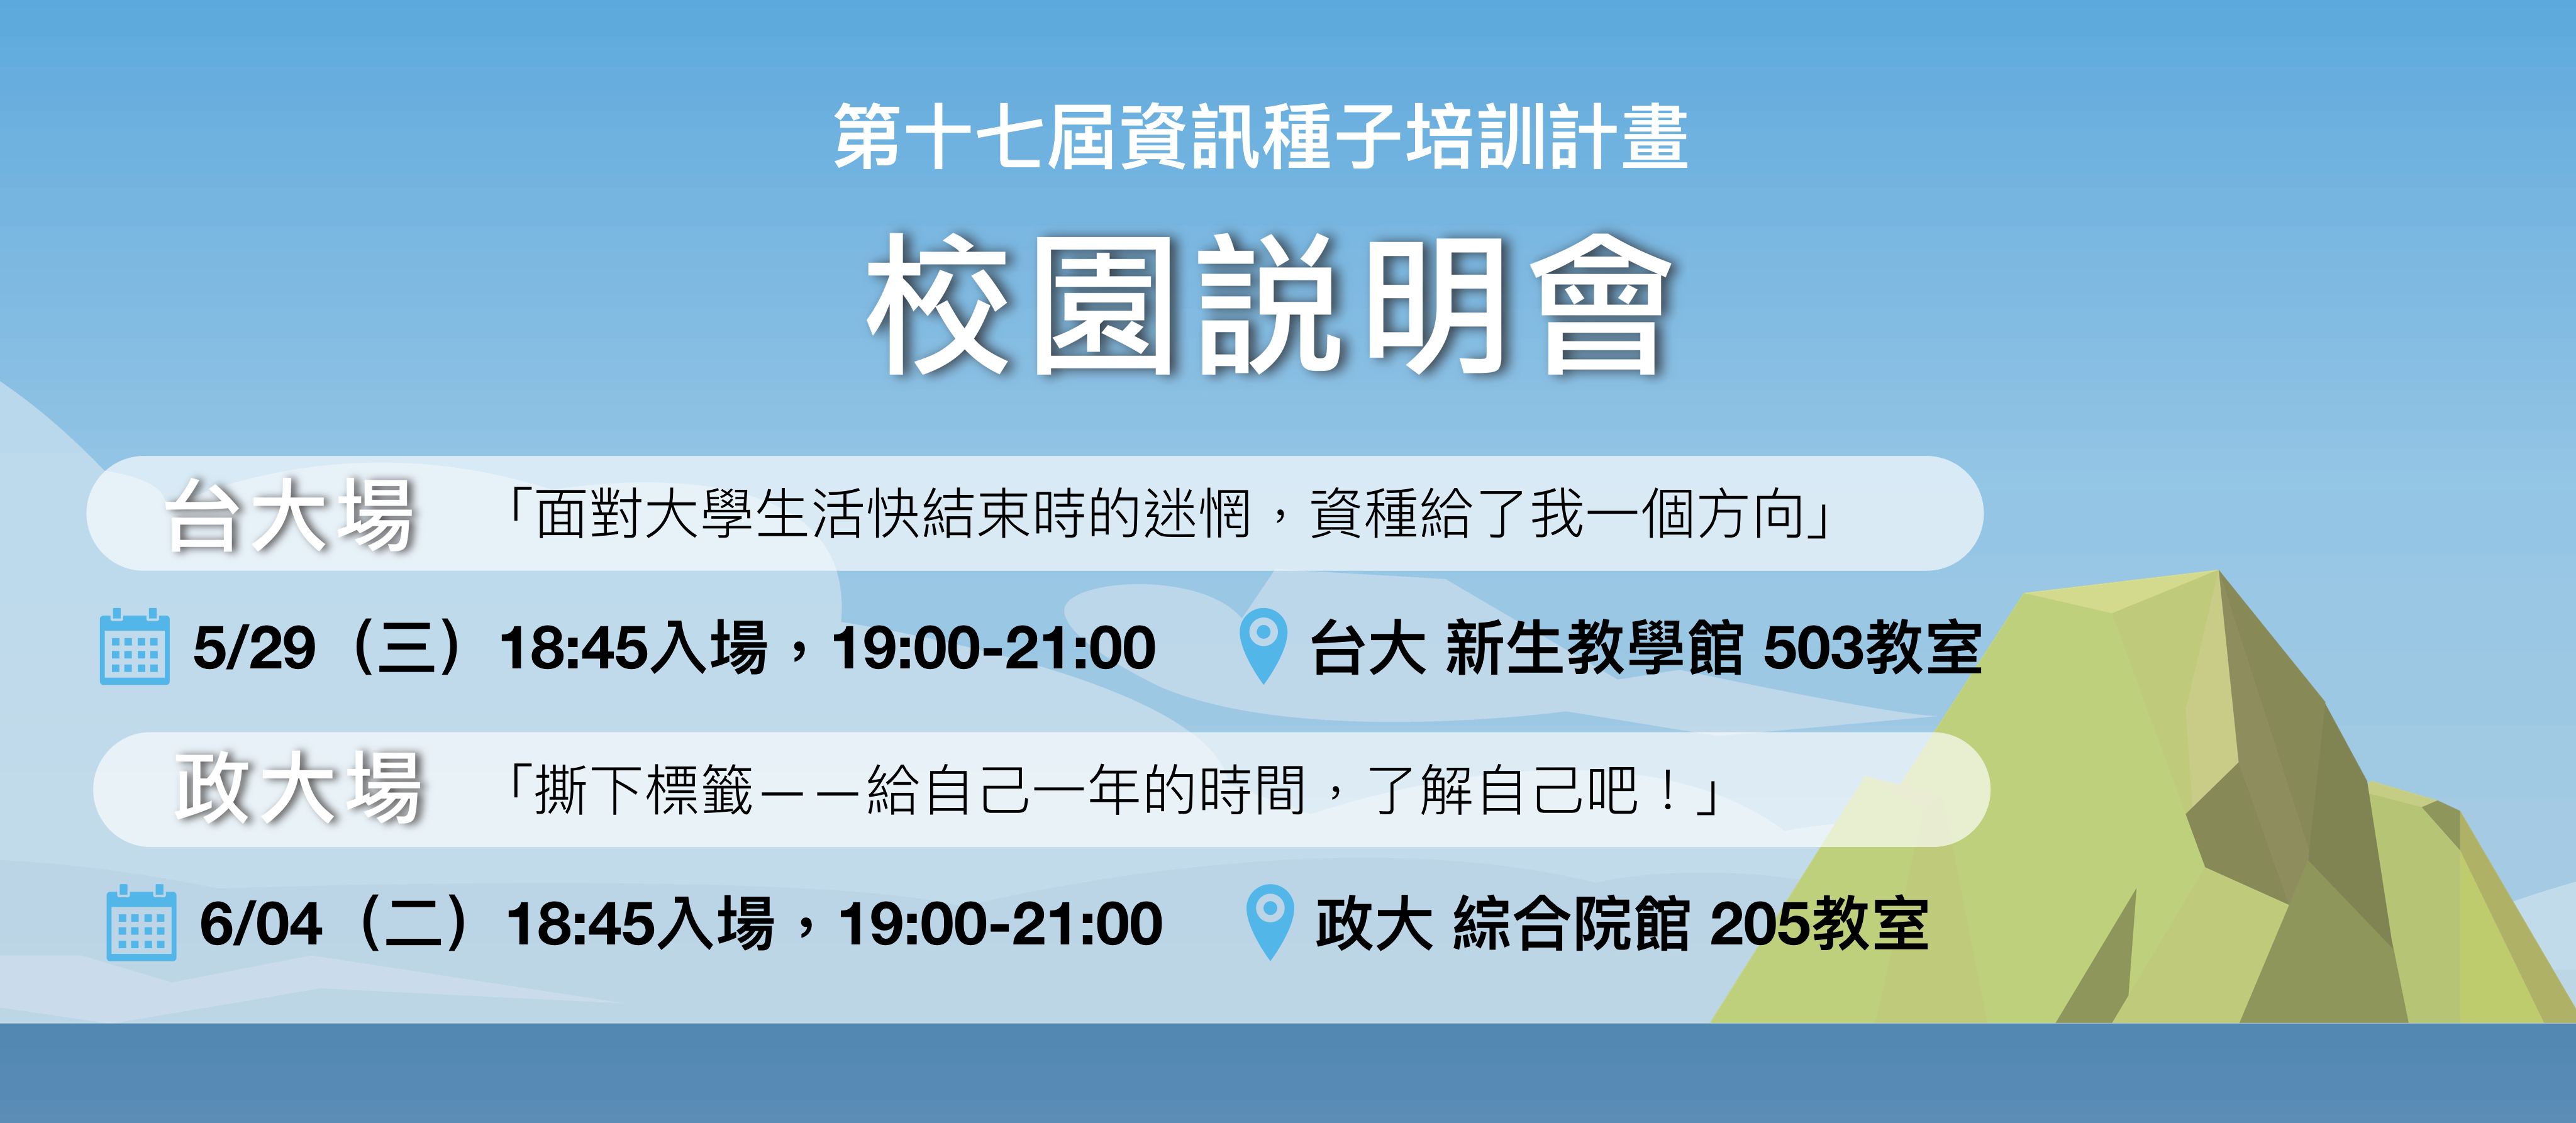 第十七屆資訊種子培訓計畫
校園説明會
台大場 「面對大學生活快結束時的迷惘，資種給了我一個方向」
5/29（三）18:45入場，19:00-21:00 台大 新生教學館 503教室
政大場 「撕下標籤——給自己一年的時間，了解自己吧！」
6/04（二）18:45入場，19:00-21:00 政大 綜合院館 205教室